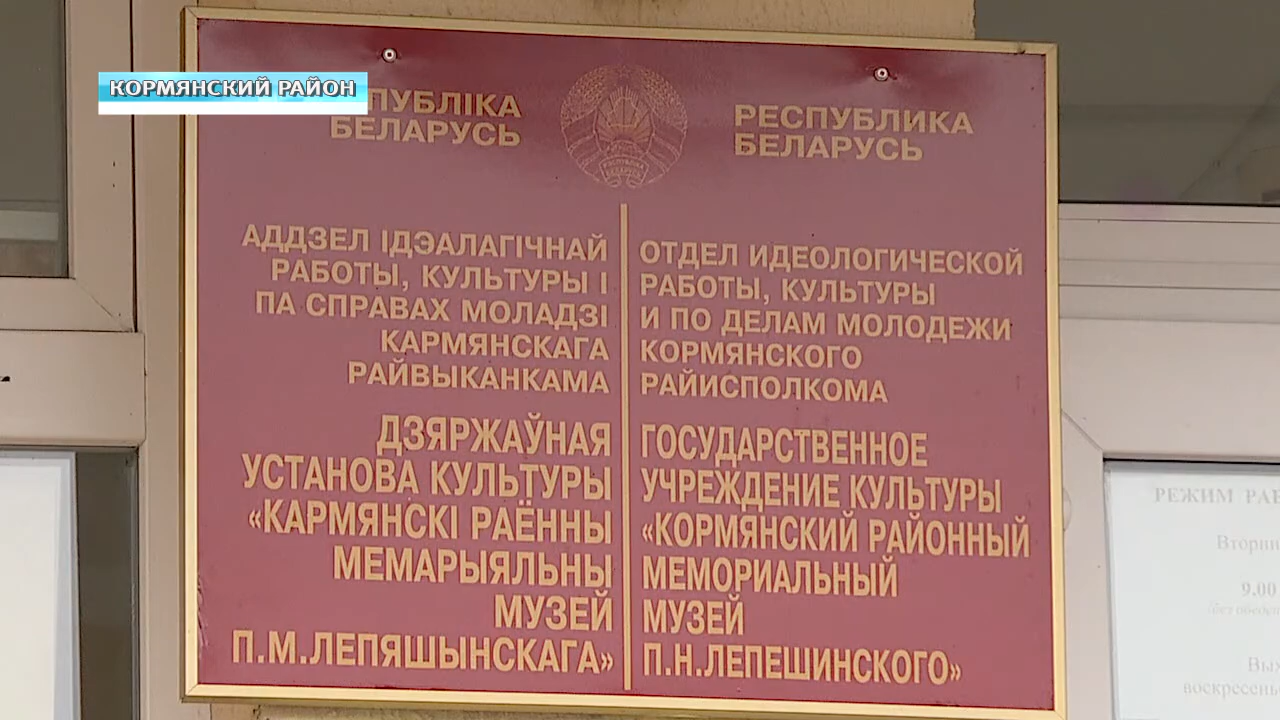 КОРМЯНСКИЙ РАЙОН
БЕЛАРУСЬ
РЕСПУБЛИКА
БЕЛАРУСЬ
РЕСПУБЛІКА
БЕЛАРУСЬ
АДДЗЕЛ ІДЭАЛАГІЧНАЙ
РАБОТЫ, КУЛЬТУРЫ І
ПА СПРАВАХ МОЛАДЗІ
КАРМЯНСКАГА
РАЙВЫКАНКАМА
ДЗЯРЖАЎНАЯ
УСТАНОВА КУЛЬТУРЫ
«КАРМЯНСКІ РАЁННЫ
МЕМАРЫЯЛЬНЫ
МУЗЕЙ
П.М.ЛЕПЯШЫНСКАГА»
ОТДЕЛ ИДЕОЛОГИЧЕСКОЙ
РАБОТЫ, КУЛЬТУРЫ
И ПО ДЕЛАМ МОЛОДЕЖИ
КОРМЯНСКОГО
РАЙИСПОЛКОМА
ГОСУДАРСТВЕННОЕ
УЧРЕЖДЕНИЕ КУЛЬТУРЫ
«КОРМЯНСКИЙ РАЙОННЫЙ
МЕМОРИАЛЬНЫЙ
МУЗЕЙ
П.Н.ЛЕПЕШИНСКОГО»
РЕЖИМ
9.00